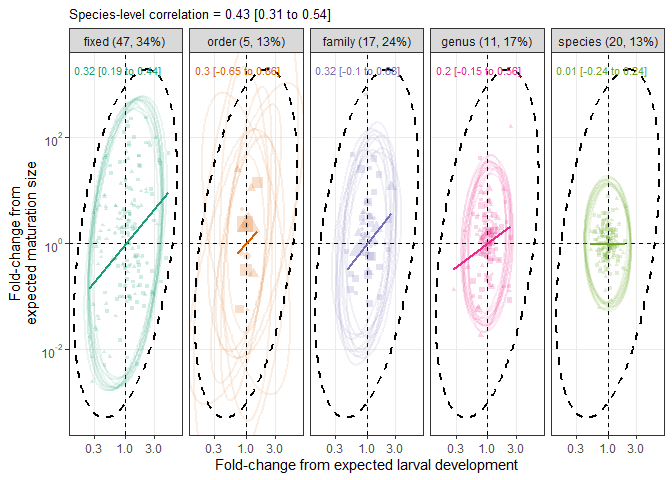 Species-level correlation = 0.43 [0.31 to 0.54]
fixed (47, 34%) order (5, 13%) family (17, 24%) genus (11, 17%) species (20, 13%)
0.32 [0.19 to 0.44] 0.3 [-0.65 to 0.86] 0.32 [-0.1 to 0.63] 0.2 [-0.15 to 0.56] 0.01 [-0.24 to 0.24]
10²
10⁰
10⁻²
Fold-change from
expected maturation size
0.3 1.0 3.0 0.3 1.0 3.0 0.3 1.0 3.0 0.3 1.0 3.0 0.3 1.0 3.0
Fold-change from expected larval development